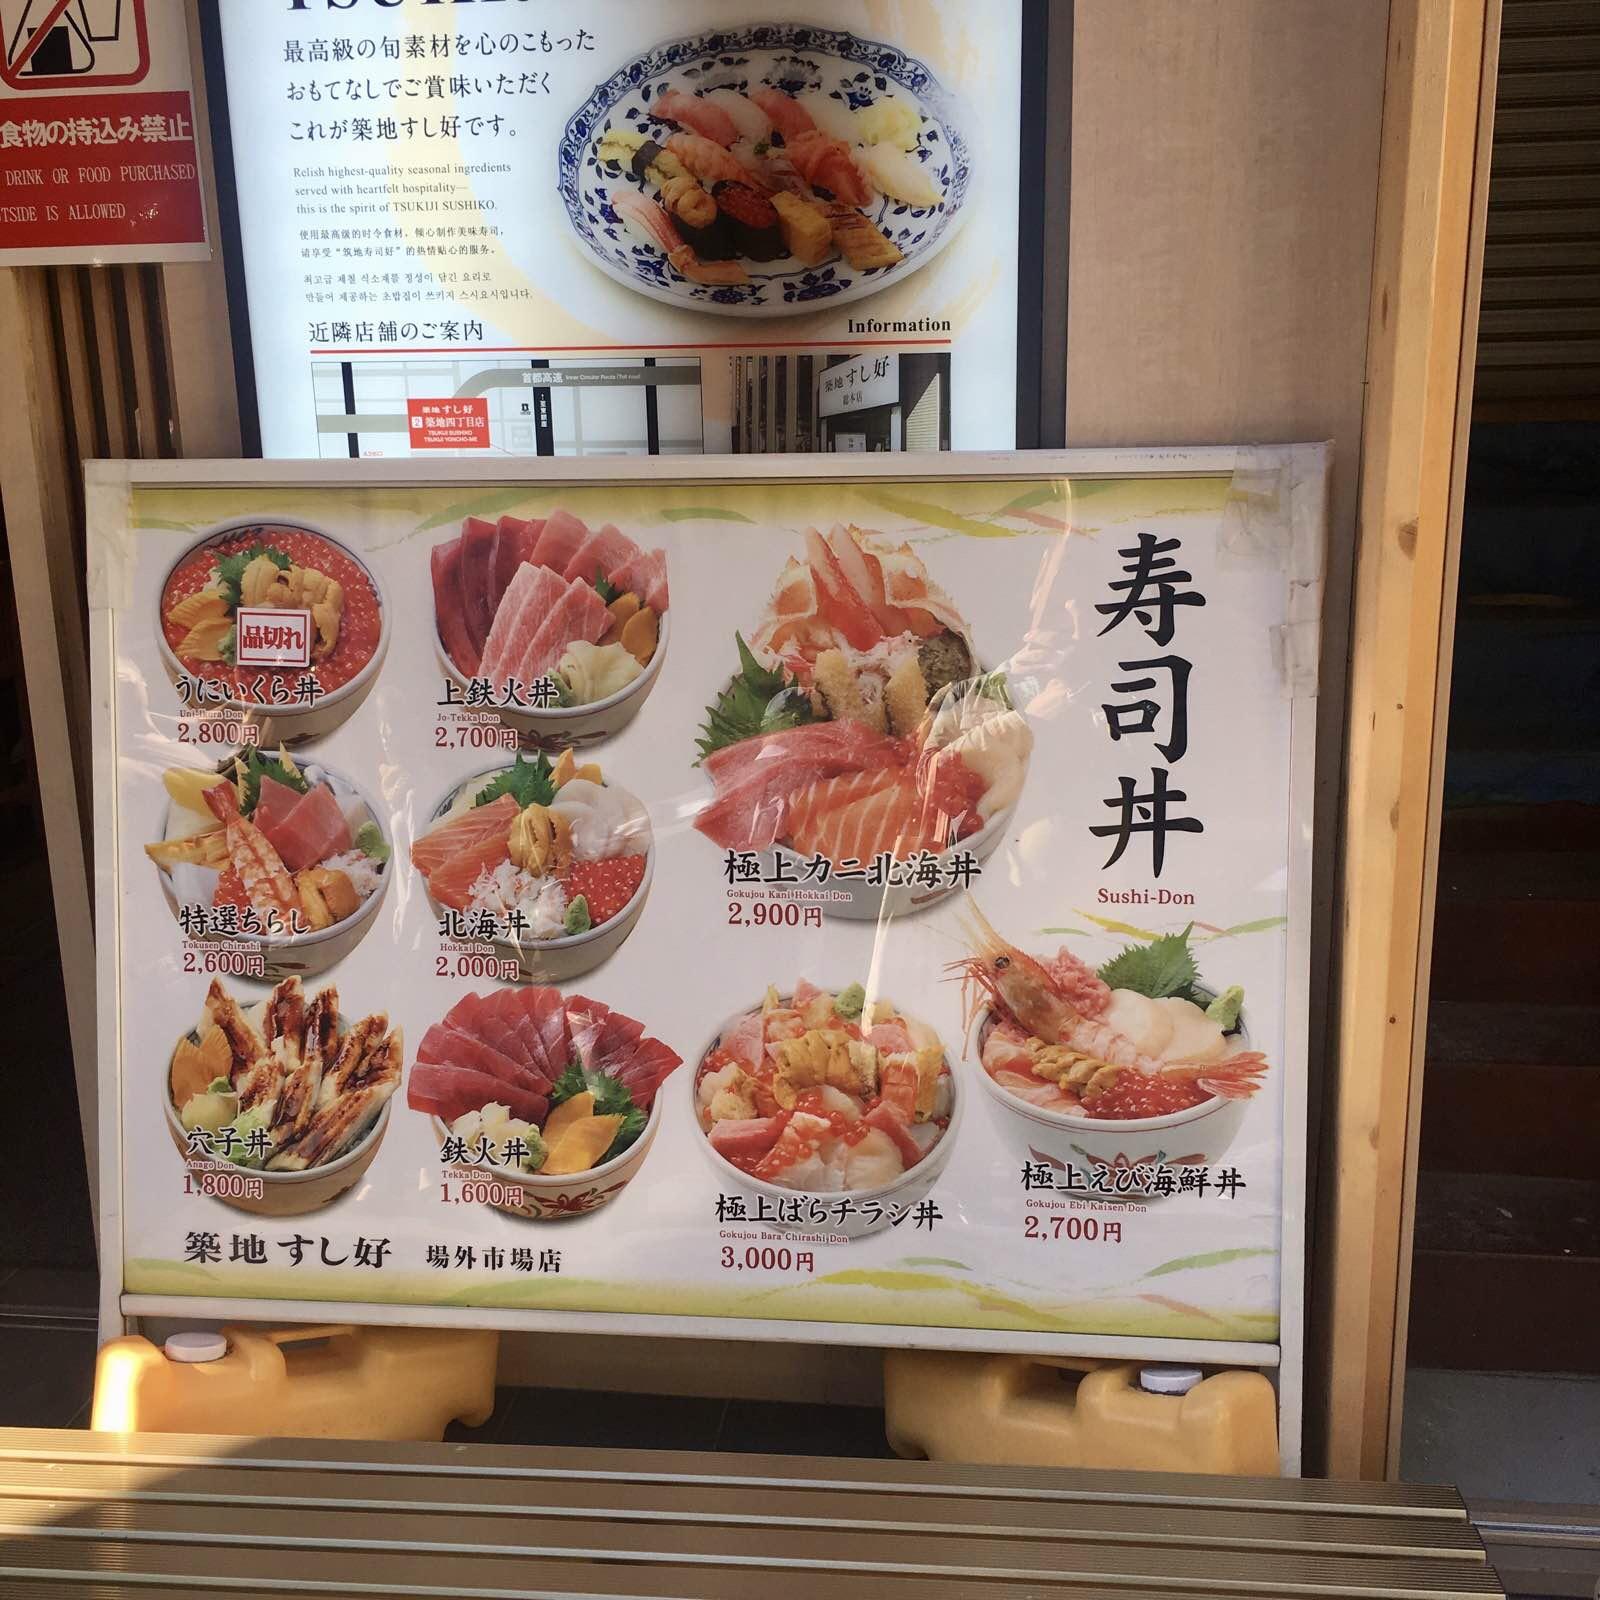 食物の持込み禁止
DRINK OR FOOD PURCHASED
IS ALLOWED
最高級の旬素材を心のこもった
おもてなしでご賞味いただく
これが築地すし好です。
Relish highest-quality seasonal ingredients
served with heartfelt hospitality—
this is the spirit of TSUKIJI SUSHIKO.
使用最高级的时令食材，倾心制作美味寿司，
请享受“筑地寿司好”的热情贴心的服务。
최고급 제철 식소재를 정성이 담긴 요리로
만들어 제공하는 초밥집이 쓰키지 스시요시입니다.
近隣店舗のご案内
Information
首都高速 Inner Circular Route (Toll road)
築地 すし好
2 築地四丁目店
TSUKIJI SUSHIKO
TSUKIJI YONCHO-ME
築地 すし好
総本店
寿司丼
Sushi-Don
品切れ
うにいくら丼
Uni-Ikura Don
2,800円
上鉄火丼
Jo-Tekka Don
2,700円
極上カニ北海丼
Gokujou Kani Hokkai Don
2,900円
特選ちらし
Tokusen Chirashi
2,600円
北海丼
Hokkai Don
2,000円
穴子丼
Anago Don
1,800円
鉄火丼
Tekka Don
1,600円
極上ばらチラシ丼
Gokujou Bara Chirashi Don
3,000円
極上えび海鮮丼
Gokujou Ebi Kaisen Don
2,700円
築地 すし好 場外市場店